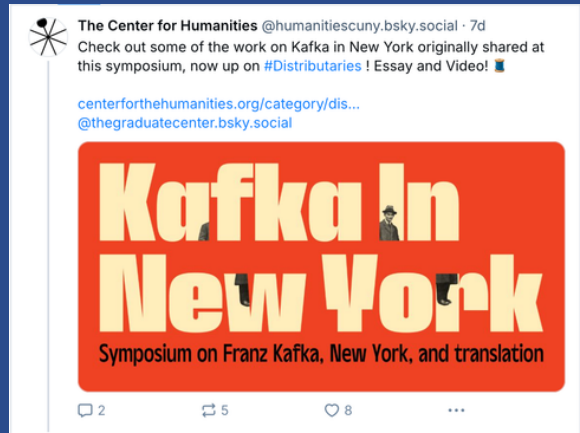 The Center for Humanities @humanitiescuny.bsky.social · 7d
Check out some of the work on Kafka in New York originally shared at
this symposium, now up on #Distributaries ! Essay and Video! 🧵
centerforthehumanities.org/category/dis...
@thegraduatecenter.bsky.social
Kafka In
New York
Symposium on Franz Kafka, New York, and translation
2 5 8